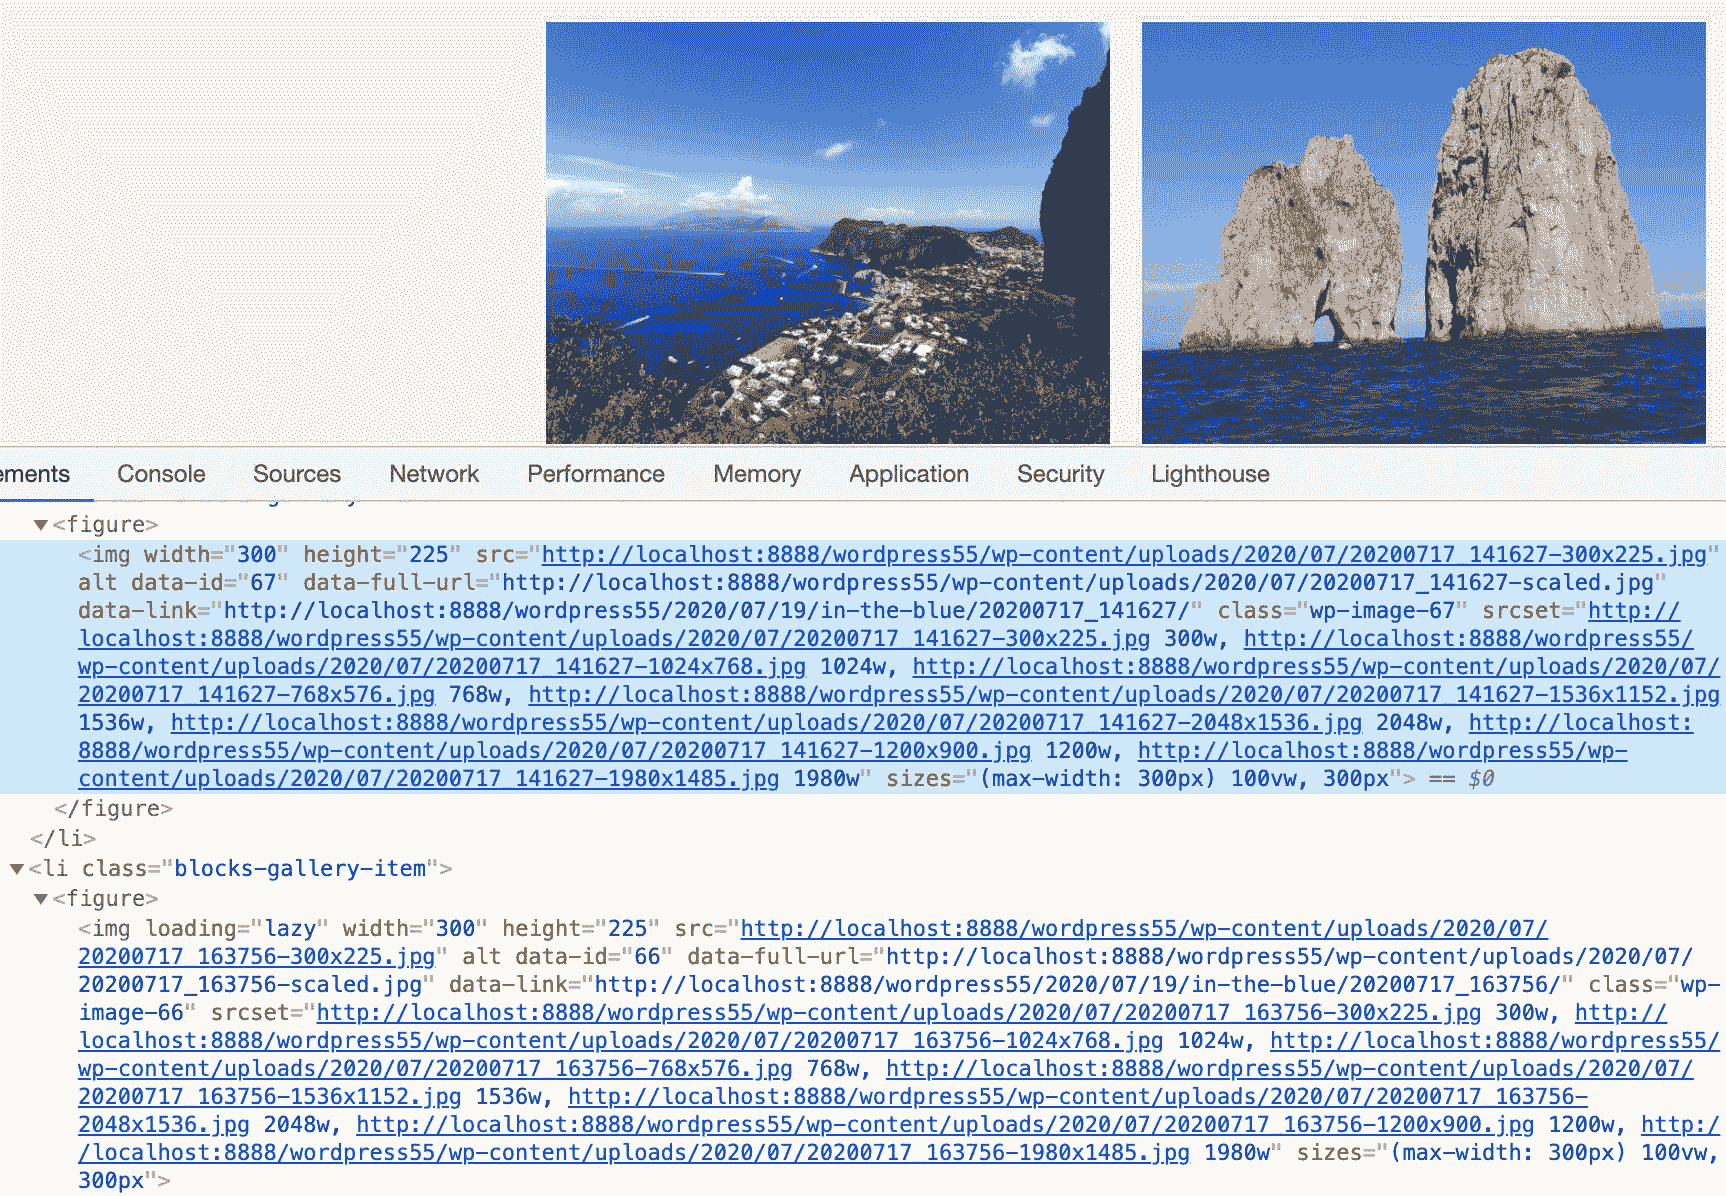 ements Console Sources Network Performance Memory Application Security Lighthouse
▼<figure>
<img width="300" height="225" src="http://localhost:8888/wordpress55/wp-content/uploads/2020/07/20200717_141627-300x225.jpg"
alt data-id="67" data-full-url="http://localhost:8888/wordpress55/wp-content/uploads/2020/07/20200717_141627-scaled.jpg"
data-link="http://localhost:8888/wordpress55/2020/07/19/in-the-blue/20200717_141627/" class="wp-image-67" srcset="http://
localhost:8888/wordpress55/wp-content/uploads/2020/07/20200717_141627-300x225.jpg 300w, http://localhost:8888/wordpress55/
wp-content/uploads/2020/07/20200717_141627-1024x768.jpg 1024w, http://localhost:8888/wordpress55/wp-content/uploads/2020/07/
20200717_141627-768x576.jpg 768w, http://localhost:8888/wordpress55/wp-content/uploads/2020/07/20200717_141627-1536x1152.jpg
1536w, http://localhost:8888/wordpress55/wp-content/uploads/2020/07/20200717_141627-2048x1536.jpg 2048w, http://localhost:
8888/wordpress55/wp-content/uploads/2020/07/20200717_141627-1200x900.jpg 1200w, http://localhost:8888/wordpress55/wp-
content/uploads/2020/07/20200717_141627-1980x1485.jpg 1980w" sizes="(max-width: 300px) 100vw, 300px"> == $0
</figure>
</li>
▼<li class="blocks-gallery-item">
▼<figure>
<img loading="lazy" width="300" height="225" src="http://localhost:8888/wordpress55/wp-content/uploads/2020/07/
20200717_163756-300x225.jpg" alt data-id="66" data-full-url="http://localhost:8888/wordpress55/wp-content/uploads/2020/07/
20200717_163756-scaled.jpg" data-link="http://localhost:8888/wordpress55/2020/07/19/in-the-blue/20200717_163756/" class="wp-
image-66" srcset="http://localhost:8888/wordpress55/wp-content/uploads/2020/07/20200717_163756-300x225.jpg 300w, http://
localhost:8888/wordpress55/wp-content/uploads/2020/07/20200717_163756-1024x768.jpg 1024w, http://localhost:8888/wordpress55/
wp-content/uploads/2020/07/20200717_163756-768x576.jpg 768w, http://localhost:8888/wordpress55/wp-content/uploads/2020/07/
20200717_163756-1536x1152.jpg 1536w, http://localhost:8888/wordpress55/wp-content/uploads/2020/07/20200717_163756-
2048x1536.jpg 2048w, http://localhost:8888/wordpress55/wp-content/uploads/2020/07/20200717_163756-1200x900.jpg 1200w, http:/
/localhost:8888/wordpress55/wp-content/uploads/2020/07/20200717_163756-1980x1485.jpg 1980w" sizes="(max-width: 300px) 100vw,
300px">